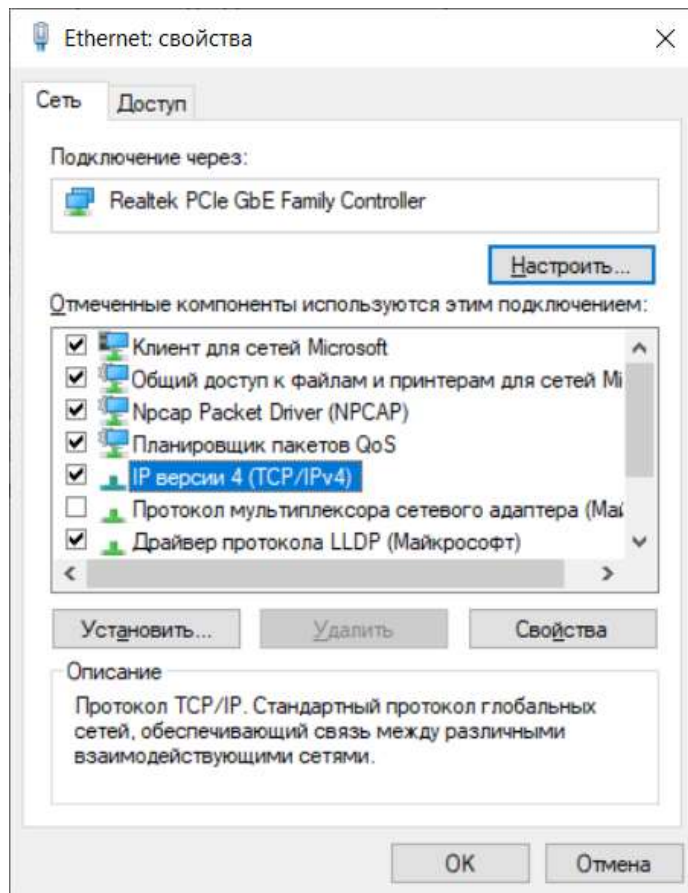 Ethernet: свойства
Сеть
Доступ
Подключение через:
Realtek PCIe GbE Family Controller
Настроить...
Отмеченные компоненты используются этим подключением:
Клиент для сетей Microsoft
Общий доступ к файлам и принтерам для сетей Mi
Npcap Packet Driver (NPCAP)
Планировщик пакетов QoS
IP версии 4 (TCP/IPv4)
Протокол мультиплексора сетевого адаптера (Май
Драйвер протокола LLDP (Майкрософт)
Установить...
Удалить
Свойства
Описание
Протокол TCP/IP. Стандартный протокол глобальных
сетей, обеспечивающий связь между различными
взаимодействующими сетями.
OK
Отмена